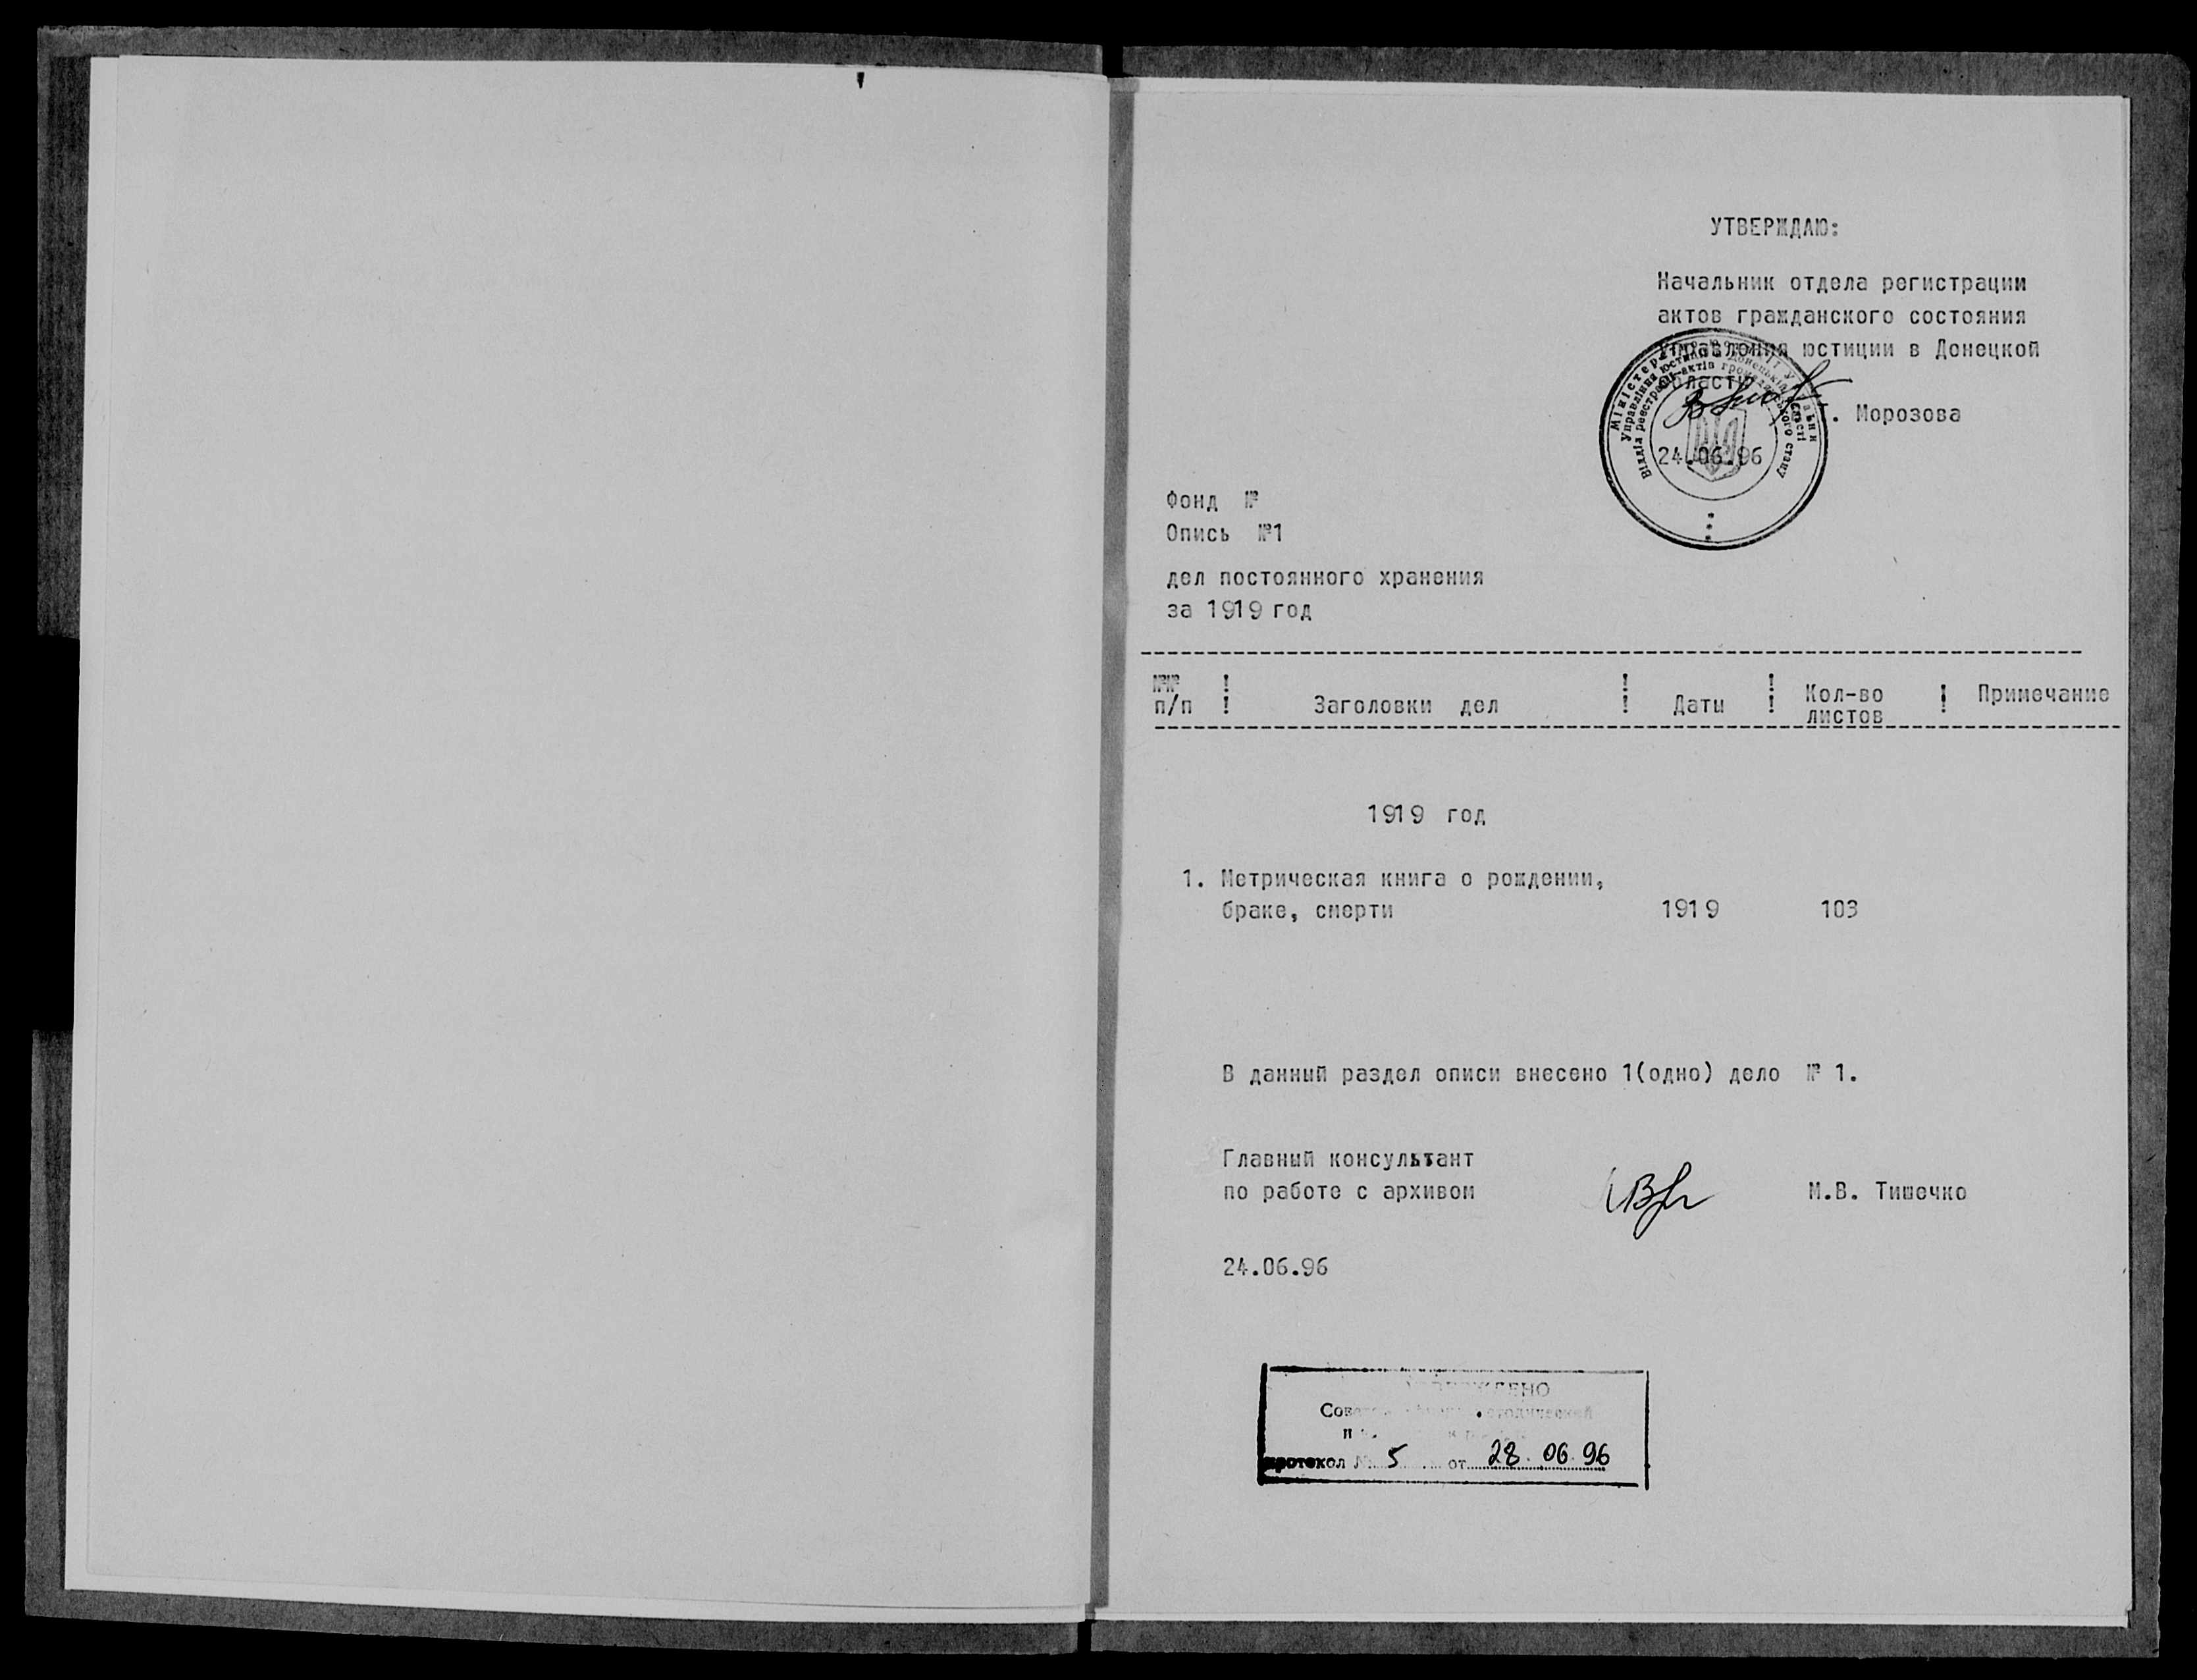 УТВЕРЖДАЮ:
Начальник отдела регистрации
актов гражданского состояния
Управления юстиции в Донецкой
области
. Морозова
24.06.96
Фонд №
Опись №1
дел постоянного хранения
за 1919 год
№№ ! ! ! !
п/п ! Заголовки дел ! Даты ! Кол-во ! Примечание
листов
1919 год
1. Метрическая книга о рождении,
браке, смерти 1919 103
В данный раздел описи внесено 1(одно) дело № 1.
Главный консультант
по работе с архивом М.В. Тишечко
24.06.96
протокол № 5 от 28.06.96